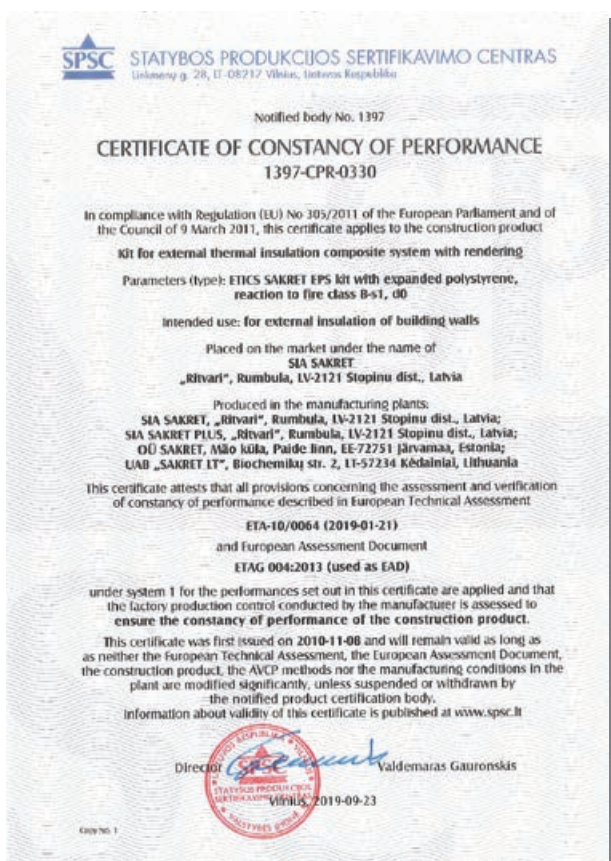 SPSC STATYBOS PRODUKCIJOS SERTIFIKAVIMO CENTRAS
Linkmenų g. 28, LT-08217 Vilnius, Lietuvos Respublika
Notified body No. 1397
CERTIFICATE OF CONSTANCY OF PERFORMANCE
1397-CPR-0330
In compliance with Regulation (EU) No 305/2011 of the European Parliament and of
the Council of 9 March 2011, this certificate applies to the construction product
Kit for external thermal insulation composite system with rendering
Parameters (type): ETICS SAKRET EPS kit with expanded polystyrene,
reaction to fire class B-s1, d0
Intended use: for external insulation of building walls
Placed on the market under the name of
SIA SAKRET
„Ritvari", Rumbula, LV-2121 Stopinu dist., Latvia
Produced in the manufacturing plants:
SIA SAKRET, „Ritvari", Rumbula, LV-2121 Stopinu dist., Latvia;
SIA SAKRET PLUS, „Ritvari", Rumbula, LV-2121 Stopinu dist., Latvia;
OÜ SAKRET, Mäo küla, Paide linn, EE-72751 Järvamaa, Estonia;
UAB „SAKRET LT", Biochemikų str. 2, LT-57234 Kėdainiai, Lithuania
This certificate attests that all provisions concerning the assessment and verification
of constancy of performance described in European Technical Assessment
ETA-10/0064 (2019-01-21)
and European Assessment Document
ETAG 004:2013 (used as EAD)
under system 1 for the performances set out in this certificate are applied and that
the factory production control conducted by the manufacturer is assessed to
ensure the constancy of performance of the construction product.
This certificate was first issued on 2010-11-08 and will remain valid as long as
as neither the European Technical Assessment, the European Assessment Document,
the construction product, the AVCP methods nor the manufacturing conditions in the
plant are modified significantly, unless suspended or withdrawn by
the notified product certification body.
Information about validity of this certificate is published at www.spsc.lt
Director Valdemaras Gauronskis
SPSC
STATYBOS PRODUKCIJOS
SERTIFIKAVIMO CENTRAS
Vilnius, 2019-09-23
Copy No. 1